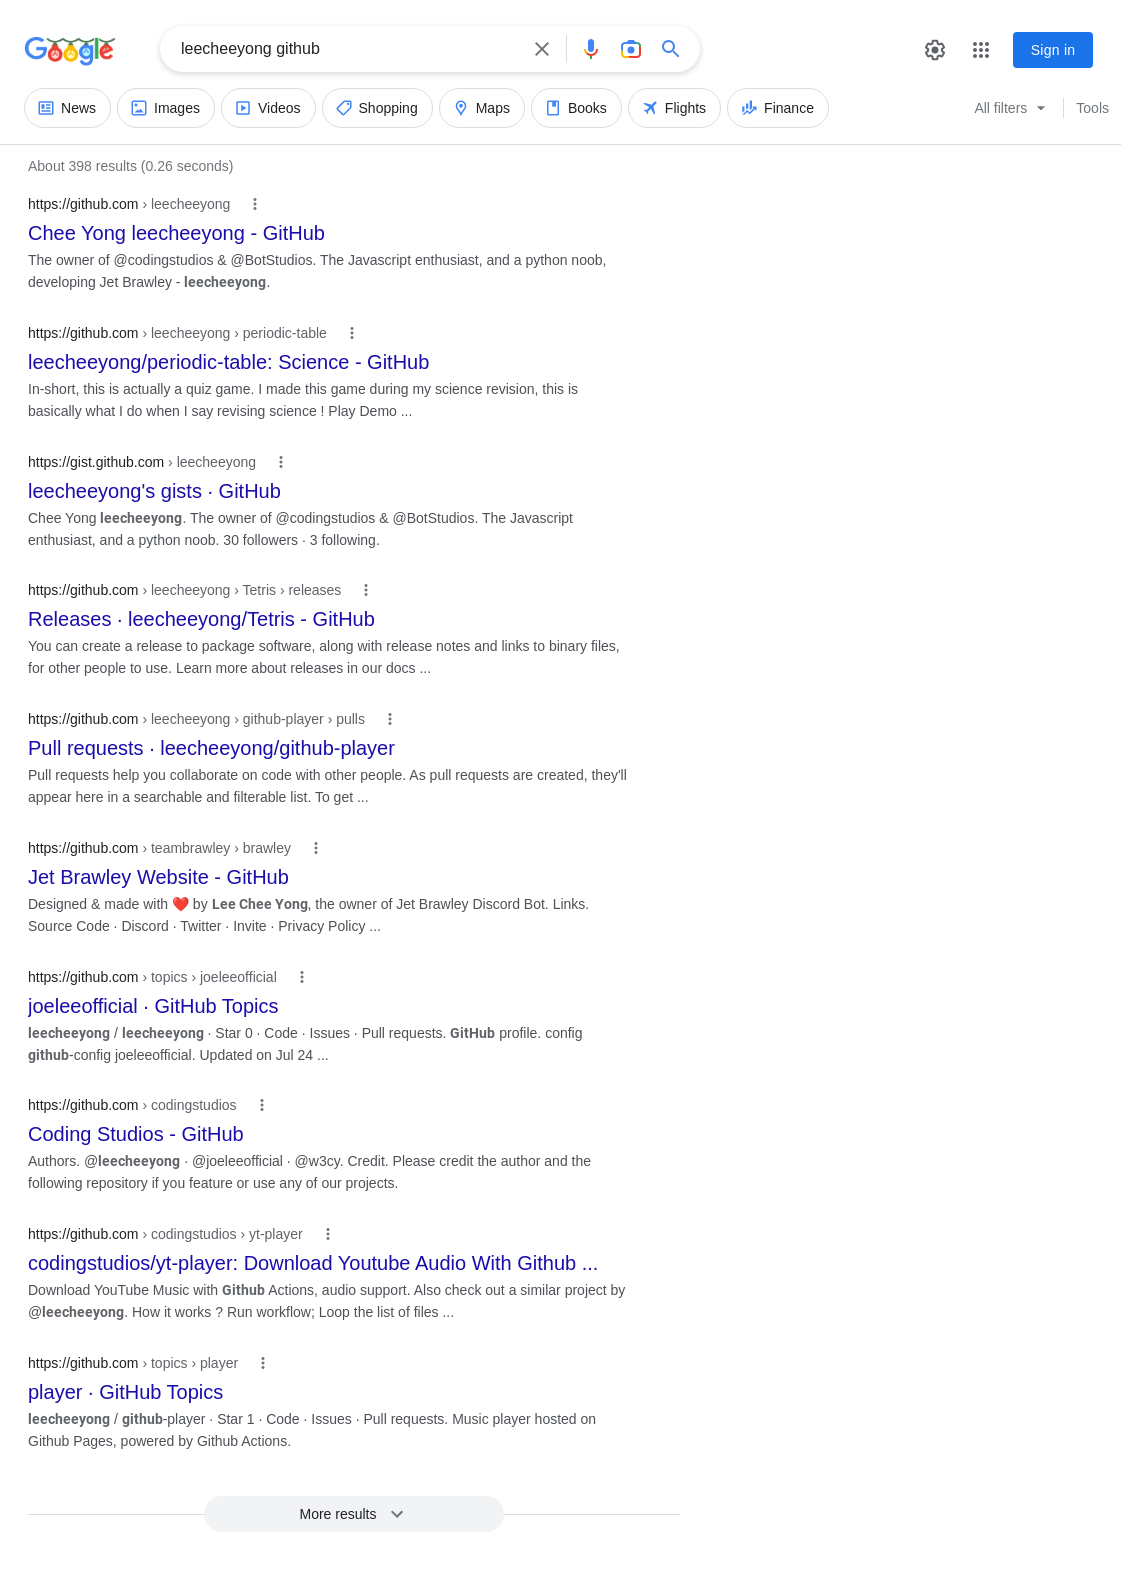 Google
leecheeyong github
Sign in
News Images Videos Shopping Maps Books Flights Finance All filters Tools
About 398 results (0.26 seconds)
https://github.com › leecheeyong
Chee Yong leecheeyong - GitHub
The owner of @codingstudios & @BotStudios. The Javascript enthusiast, and a python noob,
developing Jet Brawley - leecheeyong.
https://github.com › leecheeyong › periodic-table
leecheeyong/periodic-table: Science - GitHub
In-short, this is actually a quiz game. I made this game during my science revision, this is
basically what I do when I say revising science ! Play Demo ...
https://gist.github.com › leecheeyong
leecheeyong's gists · GitHub
Chee Yong leecheeyong. The owner of @codingstudios & @BotStudios. The Javascript
enthusiast, and a python noob. 30 followers · 3 following.
https://github.com › leecheeyong › Tetris › releases
Releases · leecheeyong/Tetris - GitHub
You can create a release to package software, along with release notes and links to binary files,
for other people to use. Learn more about releases in our docs ...
https://github.com › leecheeyong › github-player › pulls
Pull requests · leecheeyong/github-player
Pull requests help you collaborate on code with other people. As pull requests are created, they'll
appear here in a searchable and filterable list. To get ...
https://github.com › teambrawley › brawley
Jet Brawley Website - GitHub
Designed & made with ❤️ by Lee Chee Yong, the owner of Jet Brawley Discord Bot. Links.
Source Code · Discord · Twitter · Invite · Privacy Policy ...
https://github.com › topics › joeleeofficial
joeleeofficial · GitHub Topics
leecheeyong / leecheeyong · Star 0 · Code · Issues · Pull requests. GitHub profile. config
github-config joeleeofficial. Updated on Jul 24 ...
https://github.com › codingstudios
Coding Studios - GitHub
Authors. @leecheeyong · @joeleeofficial · @w3cy. Credit. Please credit the author and the
following repository if you feature or use any of our projects.
https://github.com › codingstudios › yt-player
codingstudios/yt-player: Download Youtube Audio With Github ...
Download YouTube Music with Github Actions, audio support. Also check out a similar project by
@leecheeyong. How it works ? Run workflow; Loop the list of files ...
https://github.com › topics › player
player · GitHub Topics
leecheeyong / github-player · Star 1 · Code · Issues · Pull requests. Music player hosted on
Github Pages, powered by Github Actions.
More results